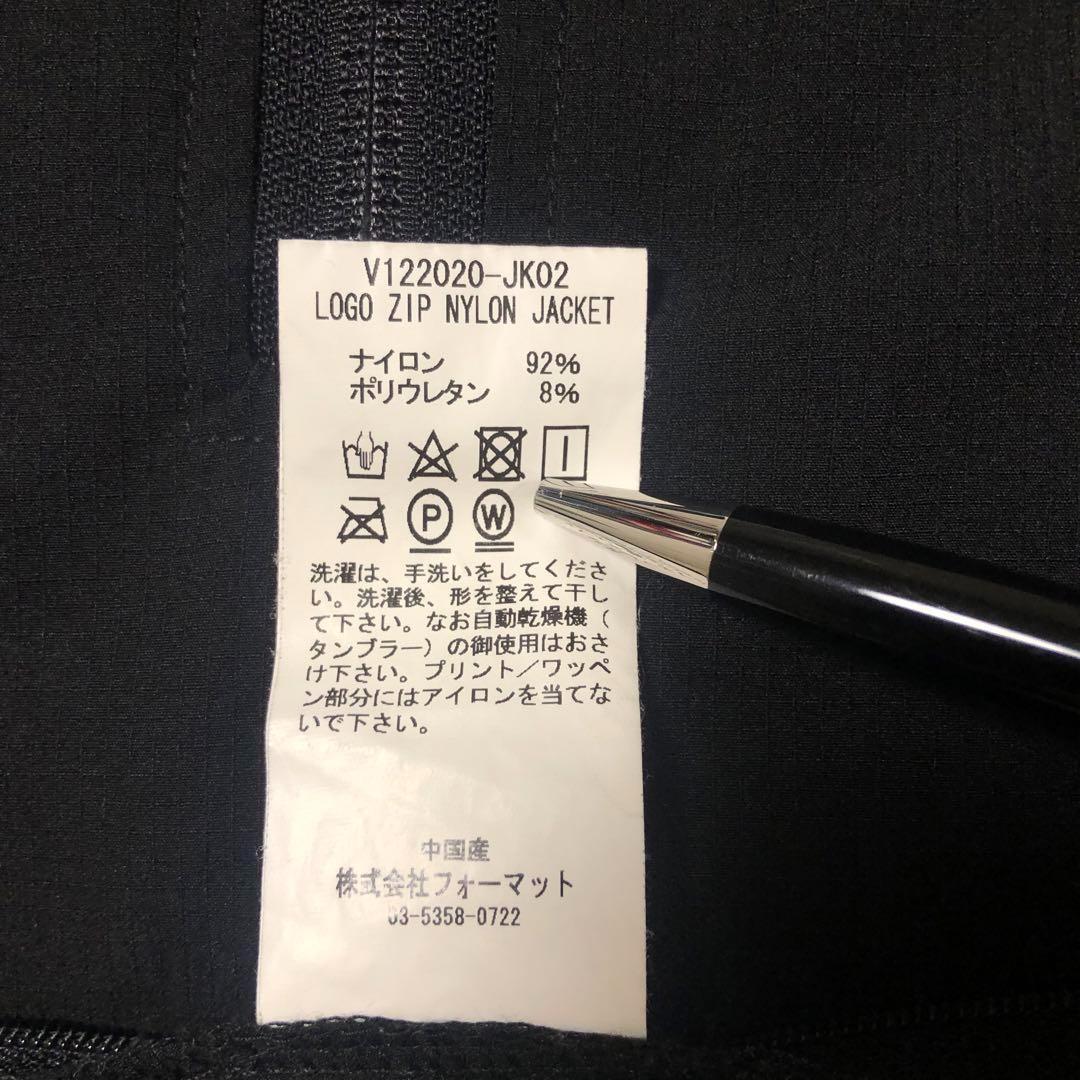 V122020-JK02
LOGO ZIP NYLON JACKET
ナイロン 92%
ポリウレタン 8%
P W
洗濯は、手洗いをしてくださ
い。洗濯後、形を整えて干し
て下さい。なお自動乾燥機(
タンブラー)の御使用はおさ
け下さい。プリント/ワッペ
ン部分にはアイロンを当てな
いで下さい。
中国産
株式会社フォーマット
03-5358-0722